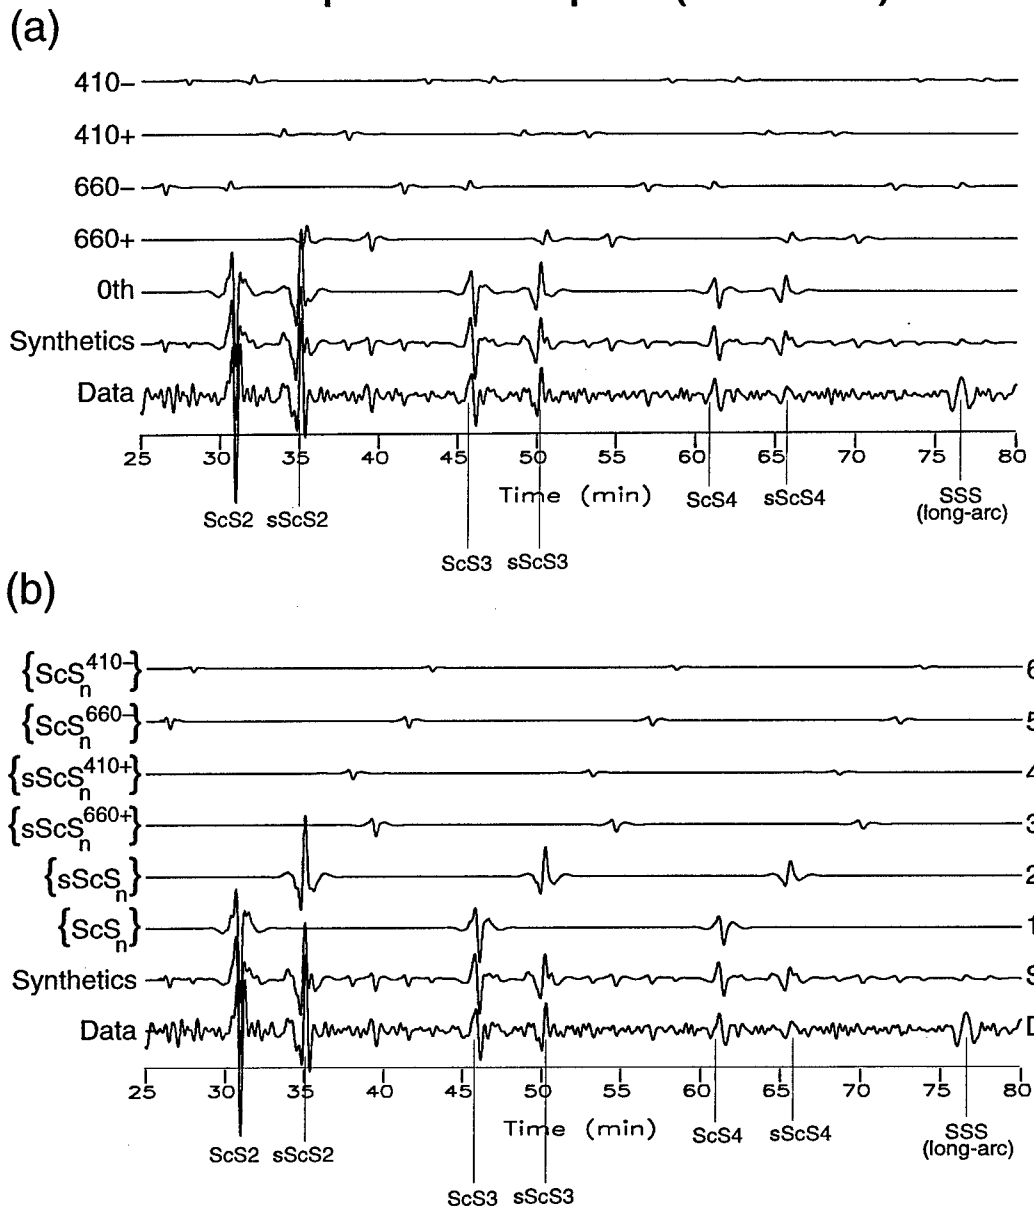 (a)
410−
410+
660−
660+
0th
Synthetics
Data
25 30 35 40 45 50 55 60 65 70 75 80
Time (min)
ScS2 sScS2 ScS3 sScS3 ScS4 sScS4 SSS
(long-arc)
(b)
{ScSn410−} 6
{ScSn660−} 5
{sScSn410+} 4
{sScSn660+} 3
{sScSn} 2
{ScSn} 1
Synthetics S
Data D
25 30 35 40 45 50 55 60 65 70 75 80
Time (min)
ScS2 sScS2 ScS3 sScS3 ScS4 sScS4 SSS
(long-arc)